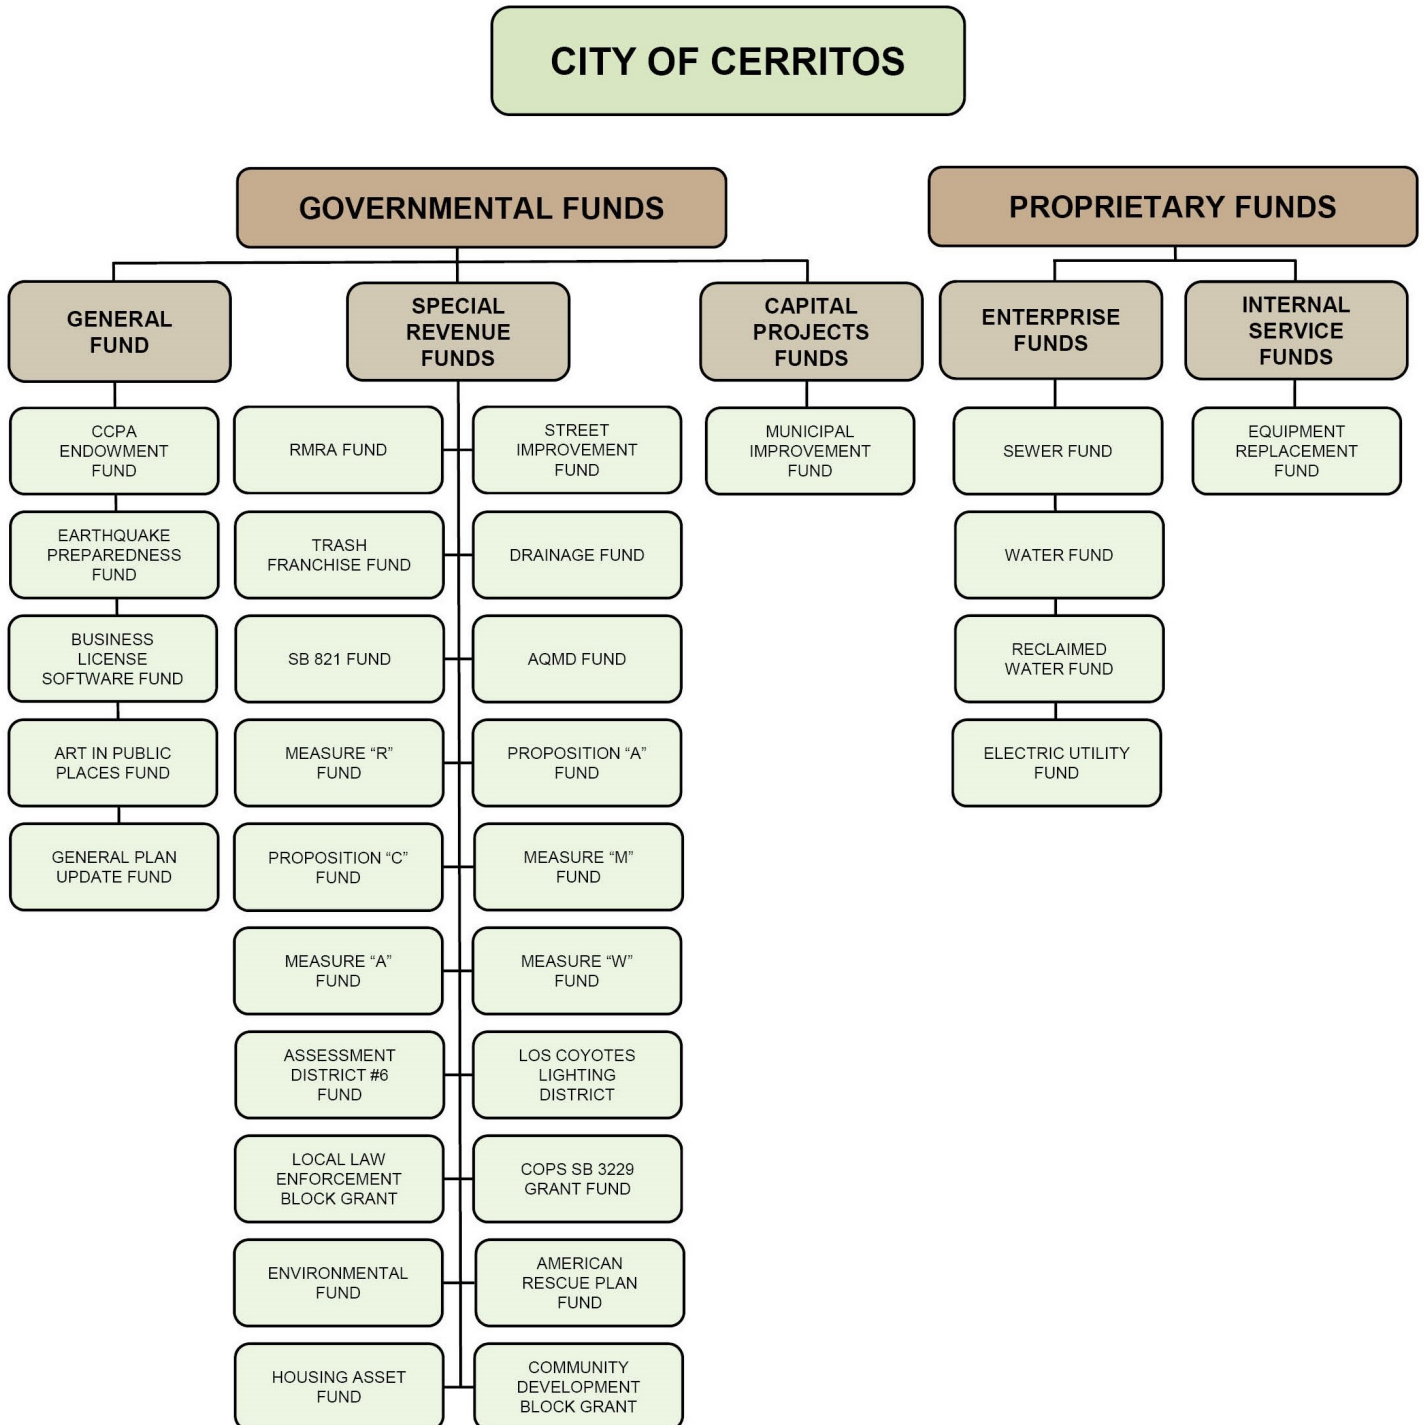 CITY OF CERRITOS
GOVERNMENTAL FUNDS
PROPRIETARY FUNDS
GENERAL
FUND
SPECIAL
REVENUE
FUNDS
CAPITAL
PROJECTS
FUNDS
ENTERPRISE
FUNDS
INTERNAL
SERVICE
FUNDS
CCPA
ENDOWMENT
FUND
EARTHQUAKE
PREPAREDNESS
FUND
BUSINESS
LICENSE
SOFTWARE FUND
ART IN PUBLIC
PLACES FUND
GENERAL PLAN
UPDATE FUND
RMRA FUND
STREET
IMPROVEMENT
FUND
TRASH
FRANCHISE FUND
DRAINAGE FUND
SB 821 FUND
AQMD FUND
MEASURE “R”
FUND
PROPOSITION “A”
FUND
PROPOSITION “C”
FUND
MEASURE “M”
FUND
MEASURE “A”
FUND
MEASURE “W”
FUND
ASSESSMENT
DISTRICT #6
FUND
LOS COYOTES
LIGHTING
DISTRICT
LOCAL LAW
ENFORCEMENT
BLOCK GRANT
COPS SB 3229
GRANT FUND
ENVIRONMENTAL
FUND
AMERICAN
RESCUE PLAN
FUND
HOUSING ASSET
FUND
COMMUNITY
DEVELOPMENT
BLOCK GRANT
MUNICIPAL
IMPROVEMENT
FUND
SEWER FUND
WATER FUND
RECLAIMED
WATER FUND
ELECTRIC UTILITY
FUND
EQUIPMENT
REPLACEMENT
FUND